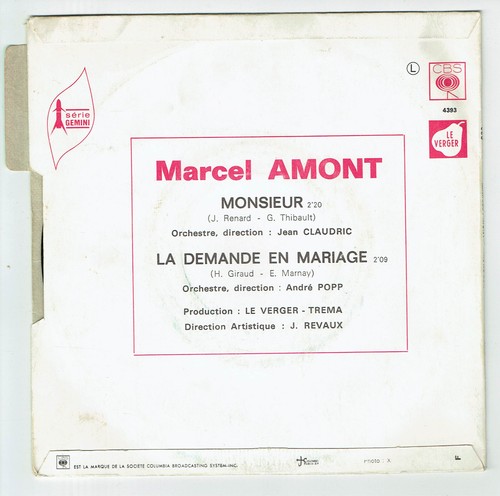 série
GEMINI
L
CBS
4393
LE
VERGER
Marcel AMONT
MONSIEUR 2'20
(J. Renard - G. Thibault)
Orchestre, direction : Jean CLAUDRIC
LA DEMANDE EN MARIAGE 2'09
(H. Giraud - E. Marnay)
Orchestre, direction : André POPP
Production : LE VERGER - TREMA
Direction Artistique : J. REVAUX
EST LA MARQUE DE LA SOCIETE COLUMBIA BROADCASTING SYSTEM-INC.